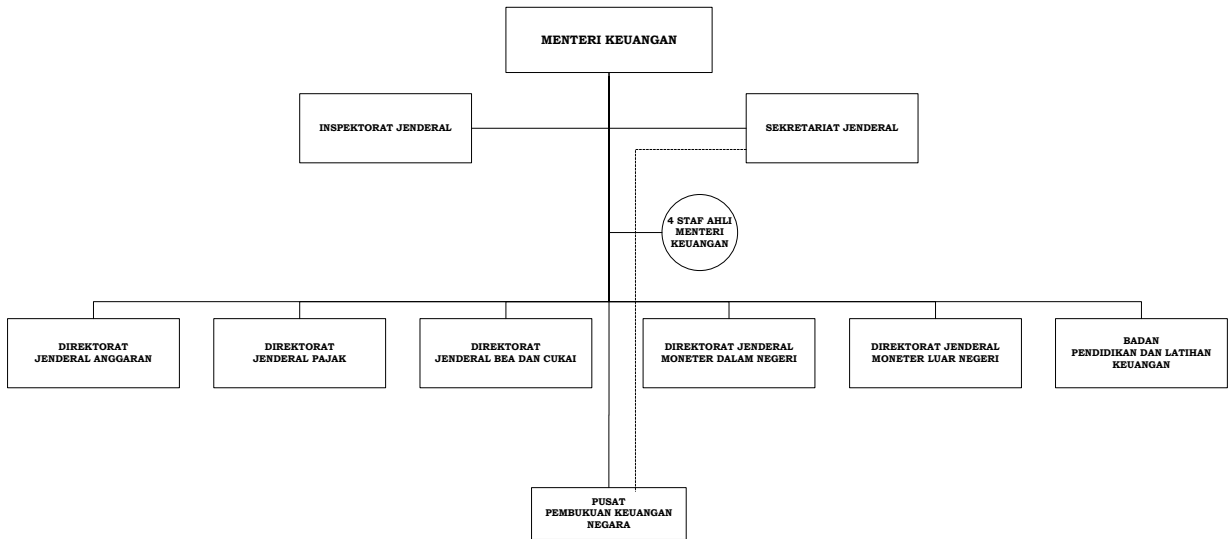 MENTERI KEUANGAN
INSPEKTORAT JENDERAL
SEKRETARIAT JENDERAL
4 STAF AHLI
MENTERI
KEUANGAN
DIREKTORAT
JENDERAL ANGGARAN
DIREKTORAT
JENDERAL PAJAK
DIREKTORAT
JENDERAL BEA DAN CUKAI
DIREKTORAT JENDERAL
MONETER DALAM NEGERI
DIREKTORAT JENDERAL
MONETER LUAR NEGERI
BADAN
PENDIDIKAN DAN LATIHAN
KEUANGAN
PUSAT
PEMBUKUAN KEUANGAN
NEGARA